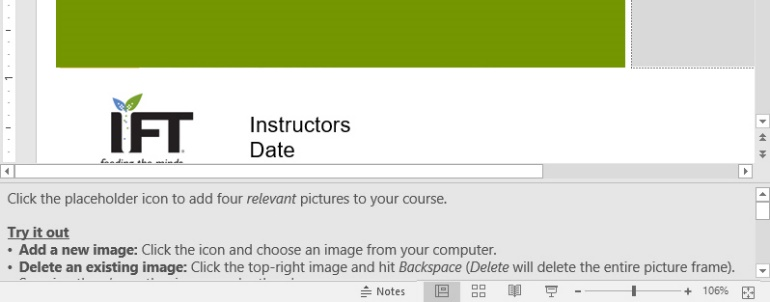 1
IFT
feeding the minds
Instructors
Date
Click the placeholder icon to add four relevant pictures to your course.
Try it out
• Add a new image: Click the icon and choose an image from your computer.
• Delete an existing image: Click the top-right image and hit Backspace (Delete will delete the entire picture frame).
Notes
106%